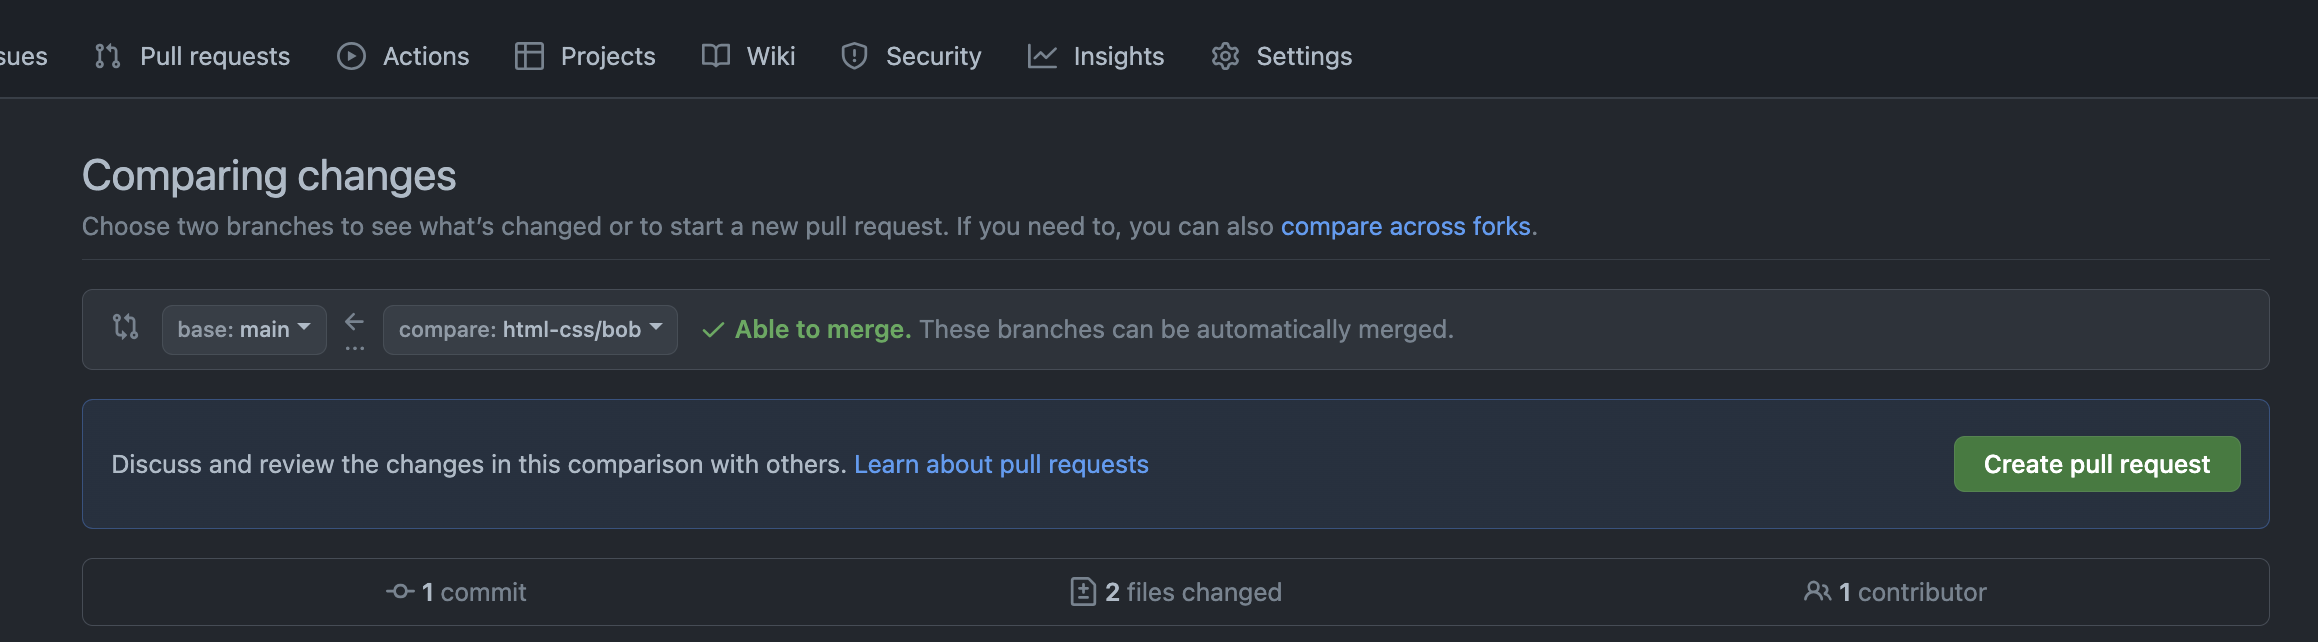 sues Pull requests Actions Projects Wiki Security Insights Settings
Comparing changes
Choose two branches to see what’s changed or to start a new pull request. If you need to, you can also compare across forks.
base: main ← ... compare: html-css/bob ✓ Able to merge. These branches can be automatically merged.
Discuss and review the changes in this comparison with others. Learn about pull requests Create pull request
1 commit 2 files changed 1 contributor